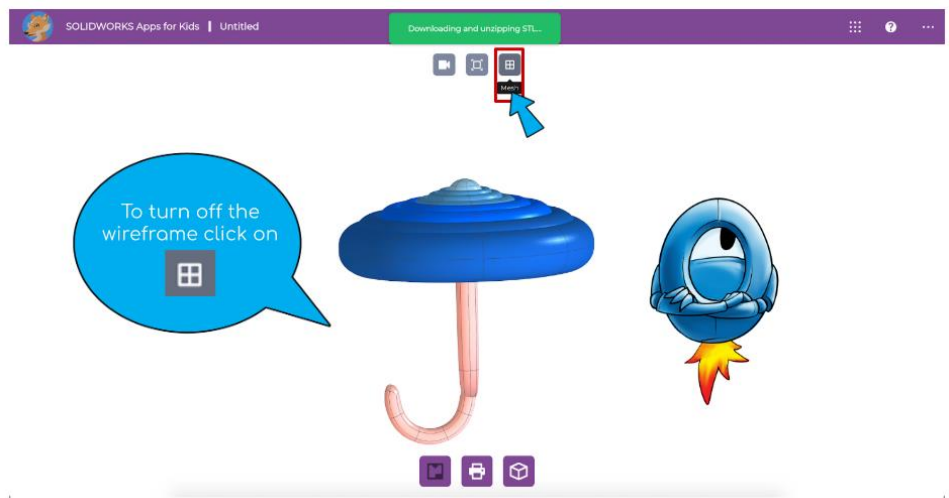 SOLIDWORKS Apps for Kids | Untitled
Downloading and unzipping STL...
Mesh
To turn off the
wireframe click on